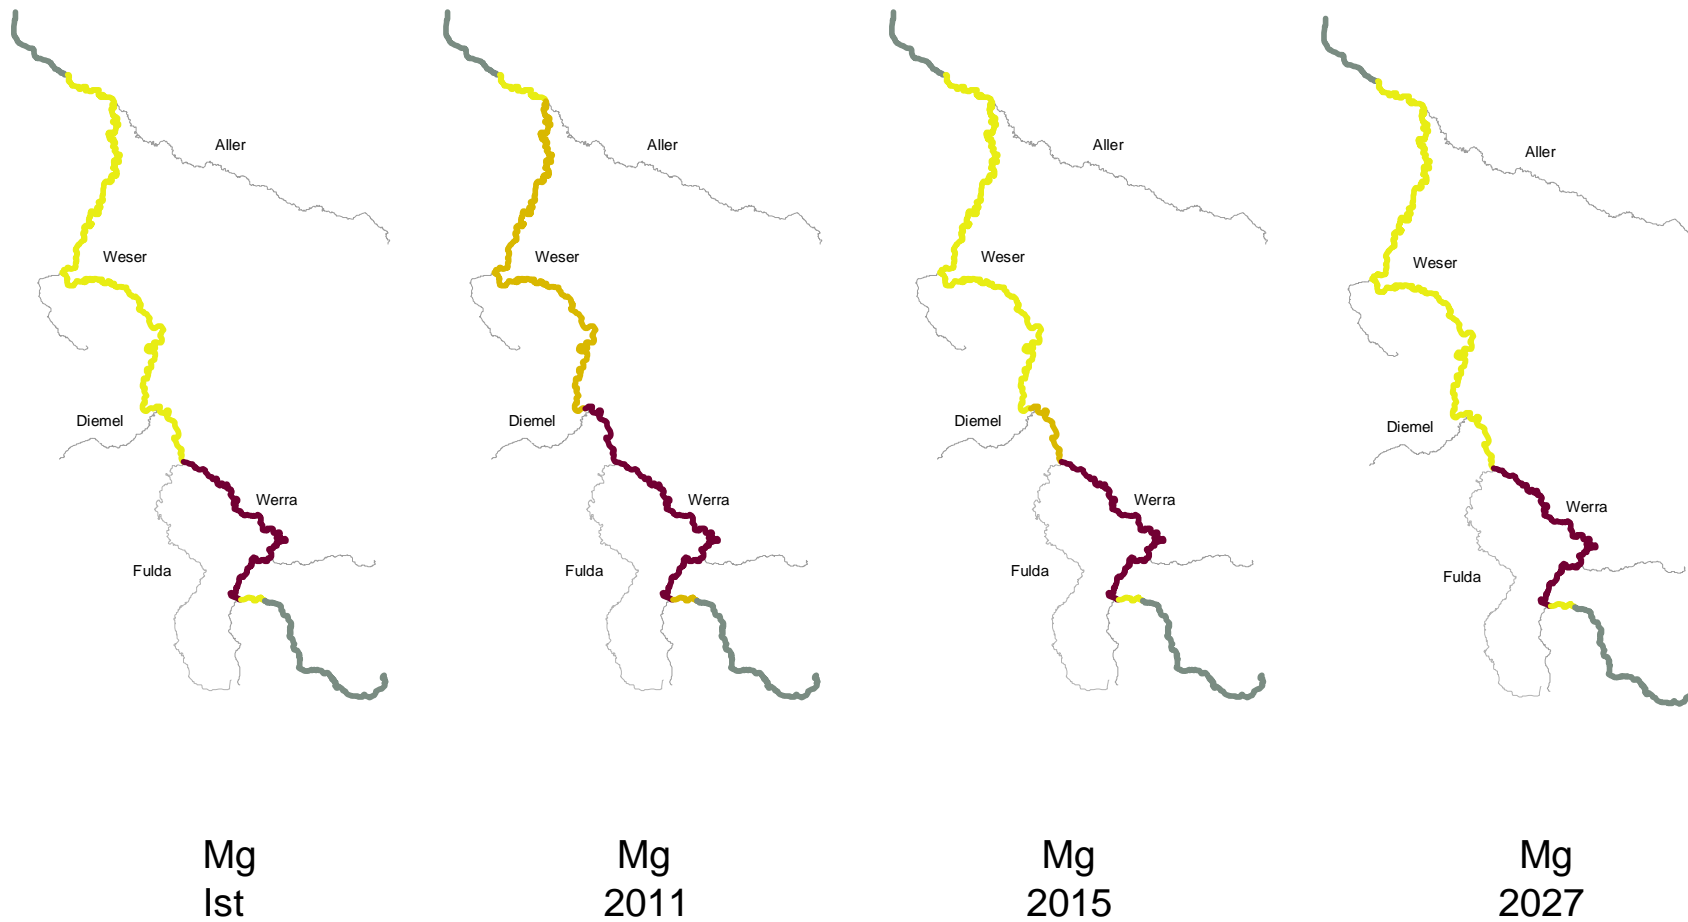 Aller
Weser
Diemel
Werra
Fulda
Mg
Ist
Aller
Weser
Diemel
Werra
Fulda
Mg
2011
Aller
Weser
Diemel
Werra
Fulda
Mg
2015
Aller
Weser
Diemel
Werra
Fulda
Mg
2027